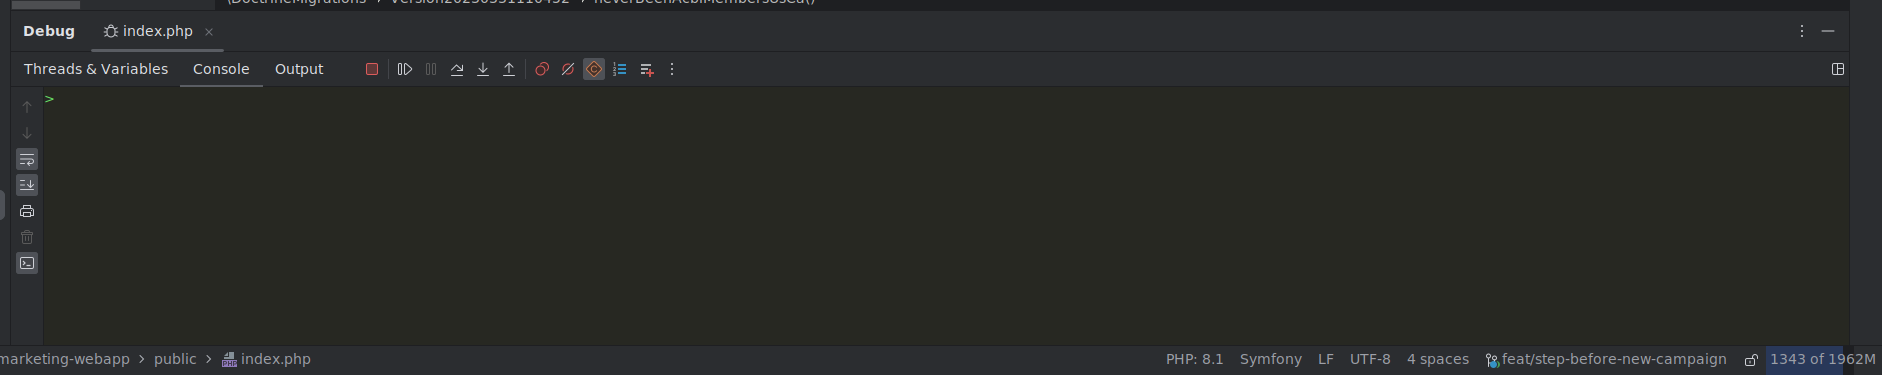 \DoctrineMigrations
Debug index.php ×
Threads & Variables Console Output
>
marketing-webapp > public > index.php PHP: 8.1 Symfony LF UTF-8 4 spaces feat/step-before-new-campaign 1343 of 1962M